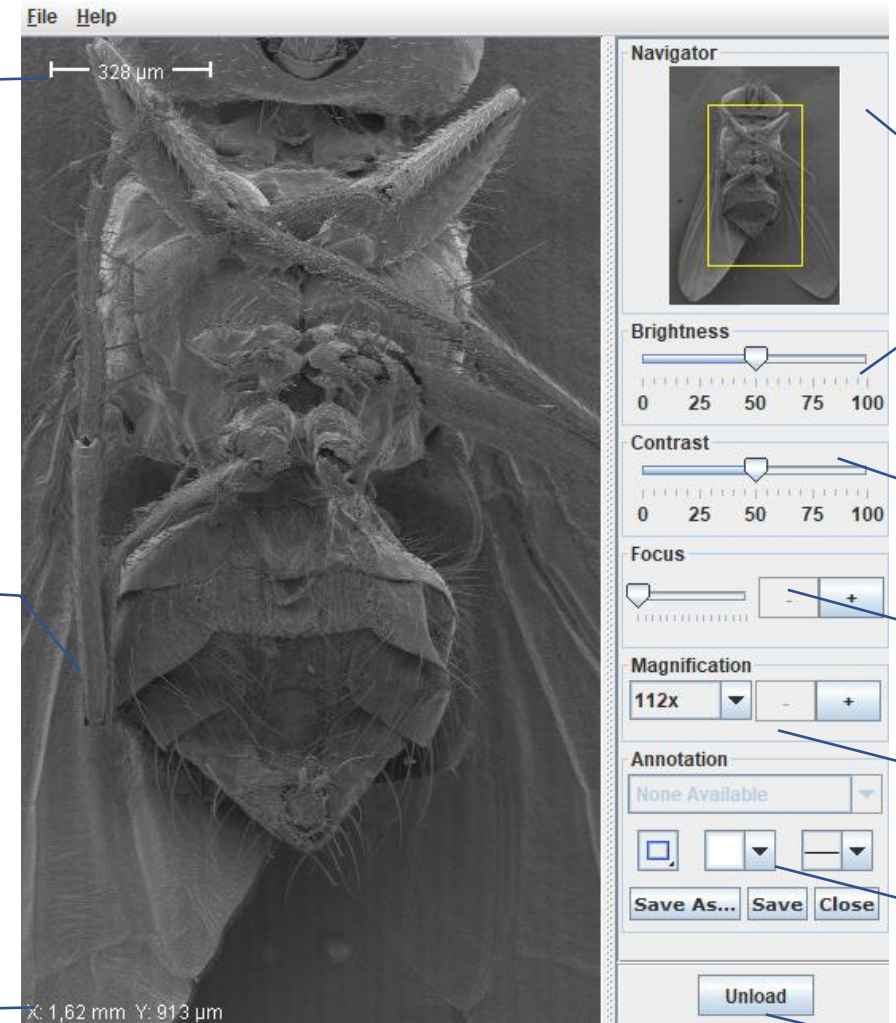 File Help
328 µm
X: 1,62 mm Y: 913 µm
Navigator
Brightness
0 25 50 75 100
Contrast
0 25 50 75 100
Focus
- +
Magnification
112x - +
Annotation
None Available
Save As... Save Close
Unload